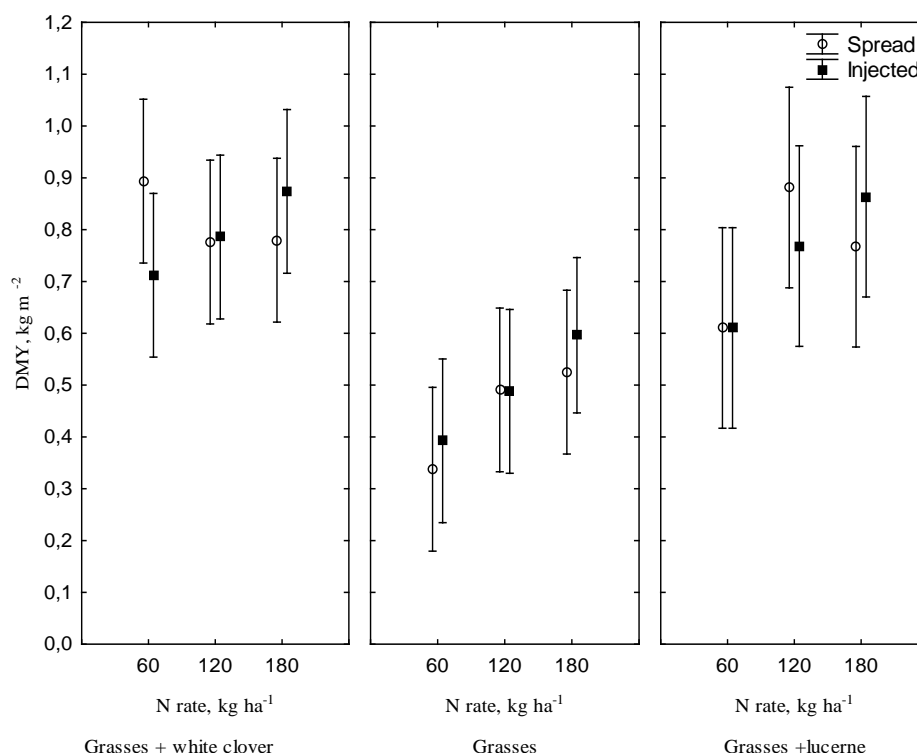 1,2
1,1
1,0
0,9
0,8
0,7
0,6
0,5
0,4
0,3
0,2
0,1
0,0
DMY, kg m⁻²
Spread
Injected
60 120 180 60 120 180 60 120 180
N rate, kg ha⁻¹ N rate, kg ha⁻¹ N rate, kg ha⁻¹
Grasses + white clover Grasses Grasses +lucerne